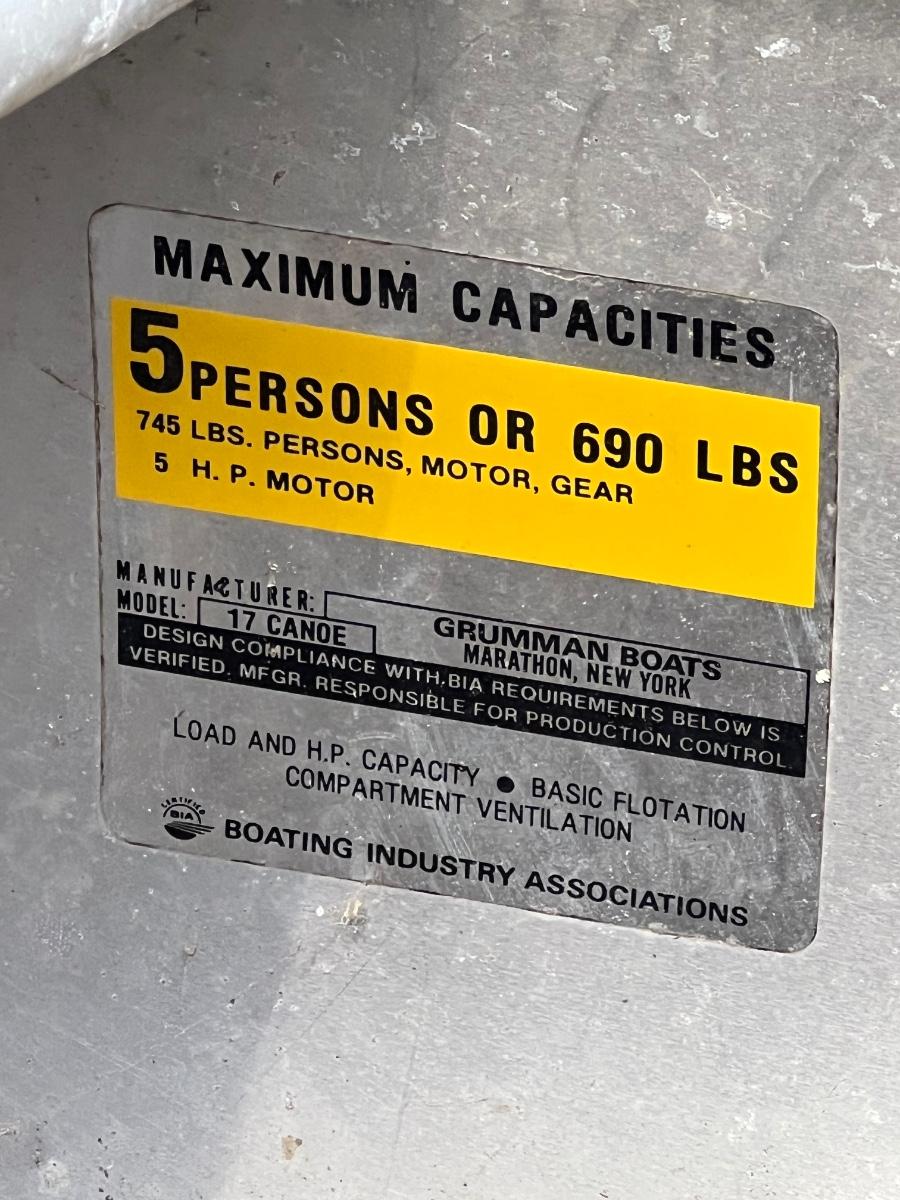 MAXIMUM CAPACITIES
5 PERSONS OR 690 LBS
745 LBS. PERSONS, MOTOR, GEAR
5 H. P. MOTOR
MANUFACTURER: GRUMMAN BOATS
MARATHON, NEW YORK
MODEL: 17 CANOE
DESIGN COMPLIANCE WITH BIA REQUIREMENTS BELOW IS
VERIFIED. MFGR. RESPONSIBLE FOR PRODUCTION CONTROL.
LOAD AND H.P. CAPACITY ● BASIC FLOTATION
COMPARTMENT VENTILATION
CERTIFIED
BIA
BOATING INDUSTRY ASSOCIATIONS